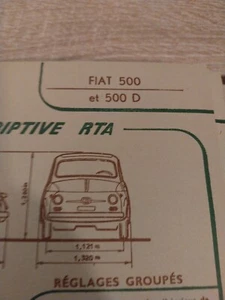 FIAT 500
et 500 D
RIPTIVE RTA
1,121 m
1,320 m
RÉGLAGES GROUPÉS